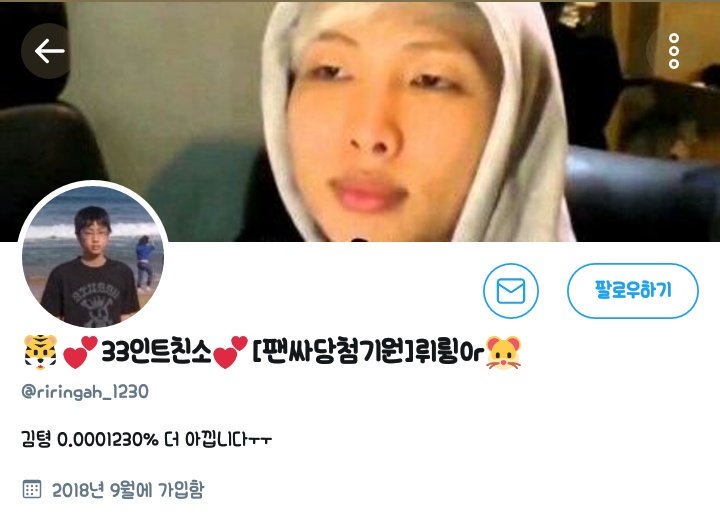 팔로우하기
🐯💕33인트친소💕[팬싸당첨기원]뤼륑아🐹
@riringah_1230
김텽 0.0001230% 더 아낍니다ㅜㅜ
2018년 9월에 가입함